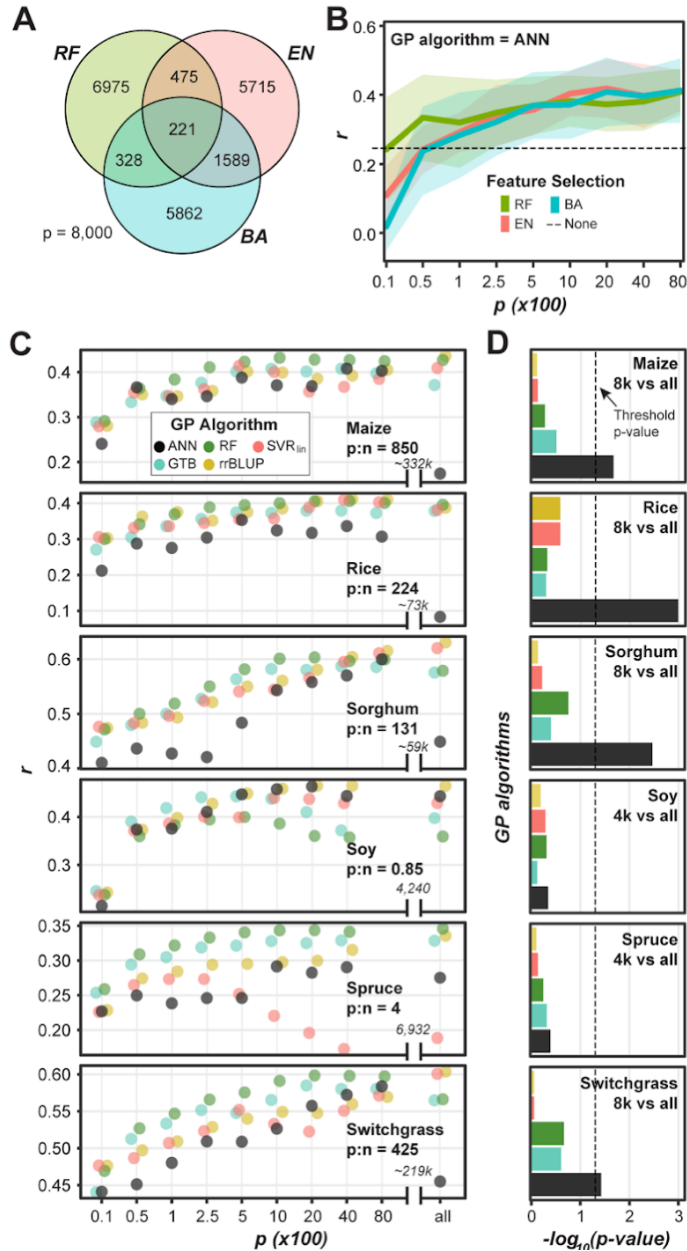 A
RF
EN
6975
475
5715
221
328
1589
5862
p = 8,000
BA
B
GP algorithm = ANN
0.6
0.4
0.2
0.0
r
Feature Selection
RF
BA
EN
None
0.1 0.5 1 2.5 5 10 20 40 80
p (x100)
C
0.4
0.3
0.2
GP Algorithm
ANN RF SVR lin
GTB rrBLUP
Maize
p:n = 850
~332k
0.4
0.3
0.2
0.1
Rice
p:n = 224
~73k
0.6
0.5
0.4
Sorghum
p:n = 131
~59k
r
0.4
0.3
Soy
p:n = 0.85
4,240
0.35
0.30
0.25
0.20
Spruce
p:n = 4
6,932
0.60
0.55
0.50
0.45
Switchgrass
p:n = 425
~219k
0.1 0.5 1 2.5 5 10 20 40 80 all
p (x100)
D
Maize
8k vs all
Threshold
p-value
Rice
8k vs all
Sorghum
8k vs all
GP algorithms
Soy
4k vs all
Spruce
4k vs all
Switchgrass
8k vs all
0 1 2 3
-log10(p-value)